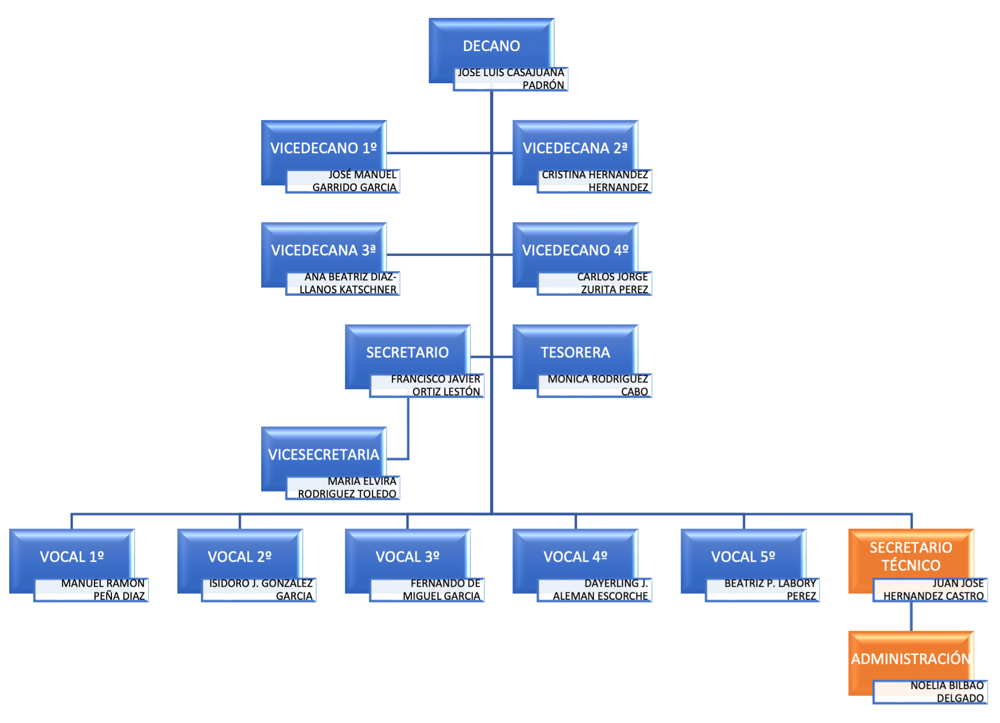 DECANO
JOSE LUIS CASAJUANA
PADRÓN
VICEDECANO 1º
JOSÉ MANUEL
GARRIDO GARCIA
VICEDECANA 2ª
CRISTINA HERNANDEZ
HERNANDEZ
VICEDECANA 3ª
ANA BEATRIZ DIAZ-
LLANOS KATSCHNER
VICEDECANO 4º
CARLOS JORGE
ZURITA PEREZ
SECRETARIO
FRANCISCO JAVIER
ORTIZ LESTÓN
TESORERA
MONICA RODRIGUEZ
CABO
VICESECRETARIA
MARIA ELVIRA
RODRIGUEZ TOLEDO
VOCAL 1º
MANUEL RAMON
PEÑA DIAZ
VOCAL 2º
ISIDORO J. GONZALEZ
GARCIA
VOCAL 3º
FERNANDO DE
MIGUEL GARCIA
VOCAL 4º
DAYERLING J.
ALEMAN ESCORCHE
VOCAL 5º
BEATRIZ P. LABORY
PEREZ
SECRETARIO
TÉCNICO
JUAN JOSE
HERNANDEZ CASTRO
ADMINISTRACIÓN
NOELIA BILBAO
DELGADO